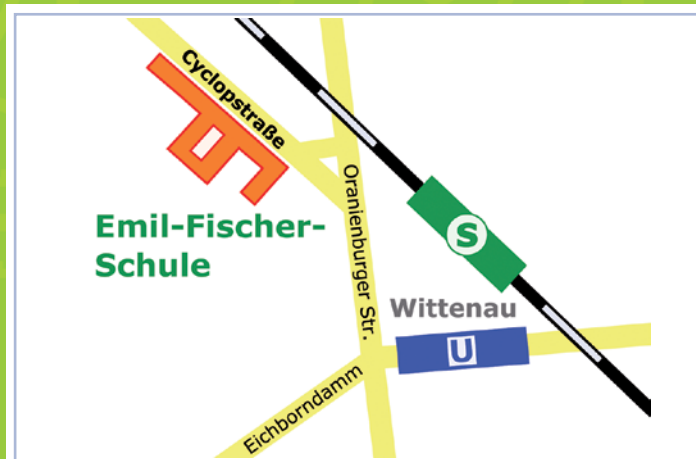 Cyclopstraße
Emil-Fischer-
Schule
Oranienburger Str.
S
Wittenau
U
Eichborndamm